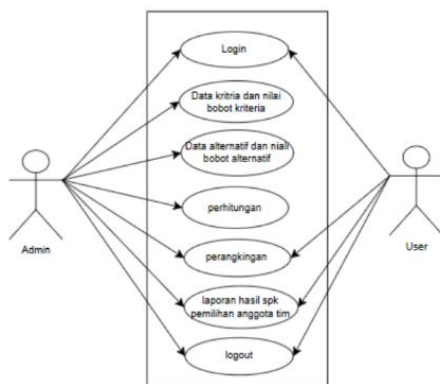 Login
Data kritria dan nilai
bobot kriteria
Data alternatif dan niali
bobot alternatif
perhitungan
perangkingan
laporan hasil spk
pemilihan anggota tim
logout
Admin
User